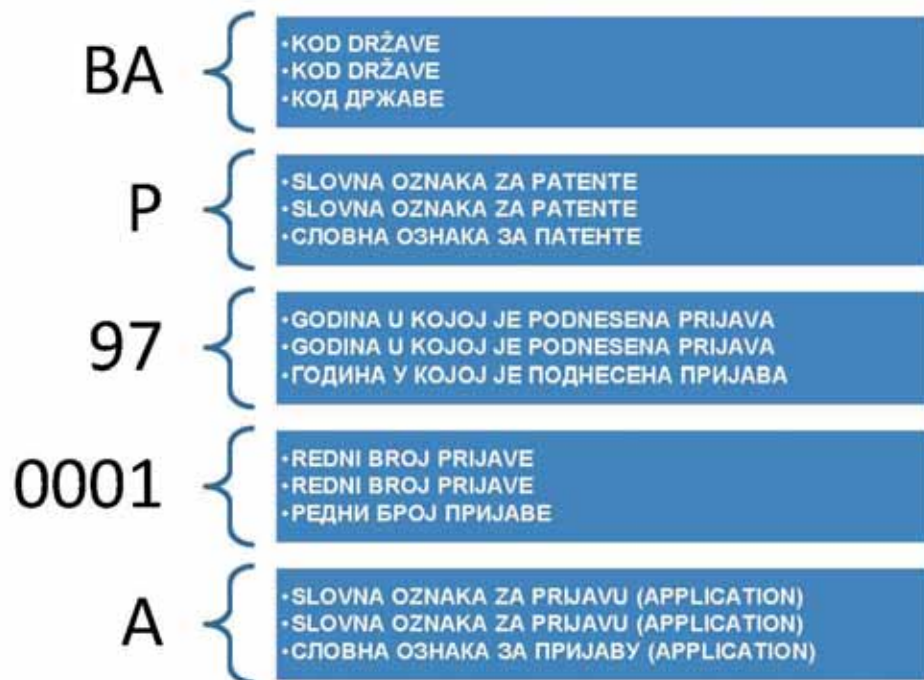 BA
•KOD DRŽAVE
•KOD DRŽAVE
•КОД ДРЖАВЕ
P
•SLOVNA OZNAKA ZA PATENTE
•SLOVNA OZNAKA ZA PATENTE
•СЛОВНА ОЗНАКА ЗА ПАТЕНТЕ
97
•GODINA U KOJOJ JE PODNESENA PRIJAVA
•GODINA U KOJOJ JE PODNESENA PRIJAVA
•ГОДИНА У КОЈОЈ ЈЕ ПОДНЕСЕНА ПРИЈАВА
0001
•REDNI BROJ PRIJAVE
•REDNI BROJ PRIJAVE
•РЕДНИ БРОЈ ПРИЈАВЕ
A
•SLOVNA OZNAKA ZA PRIJAVU (APPLICATION)
•SLOVNA OZNAKA ZA PRIJAVU (APPLICATION)
•СЛОВНА ОЗНАКА ЗА ПРИЈАВУ (APPLICATION)